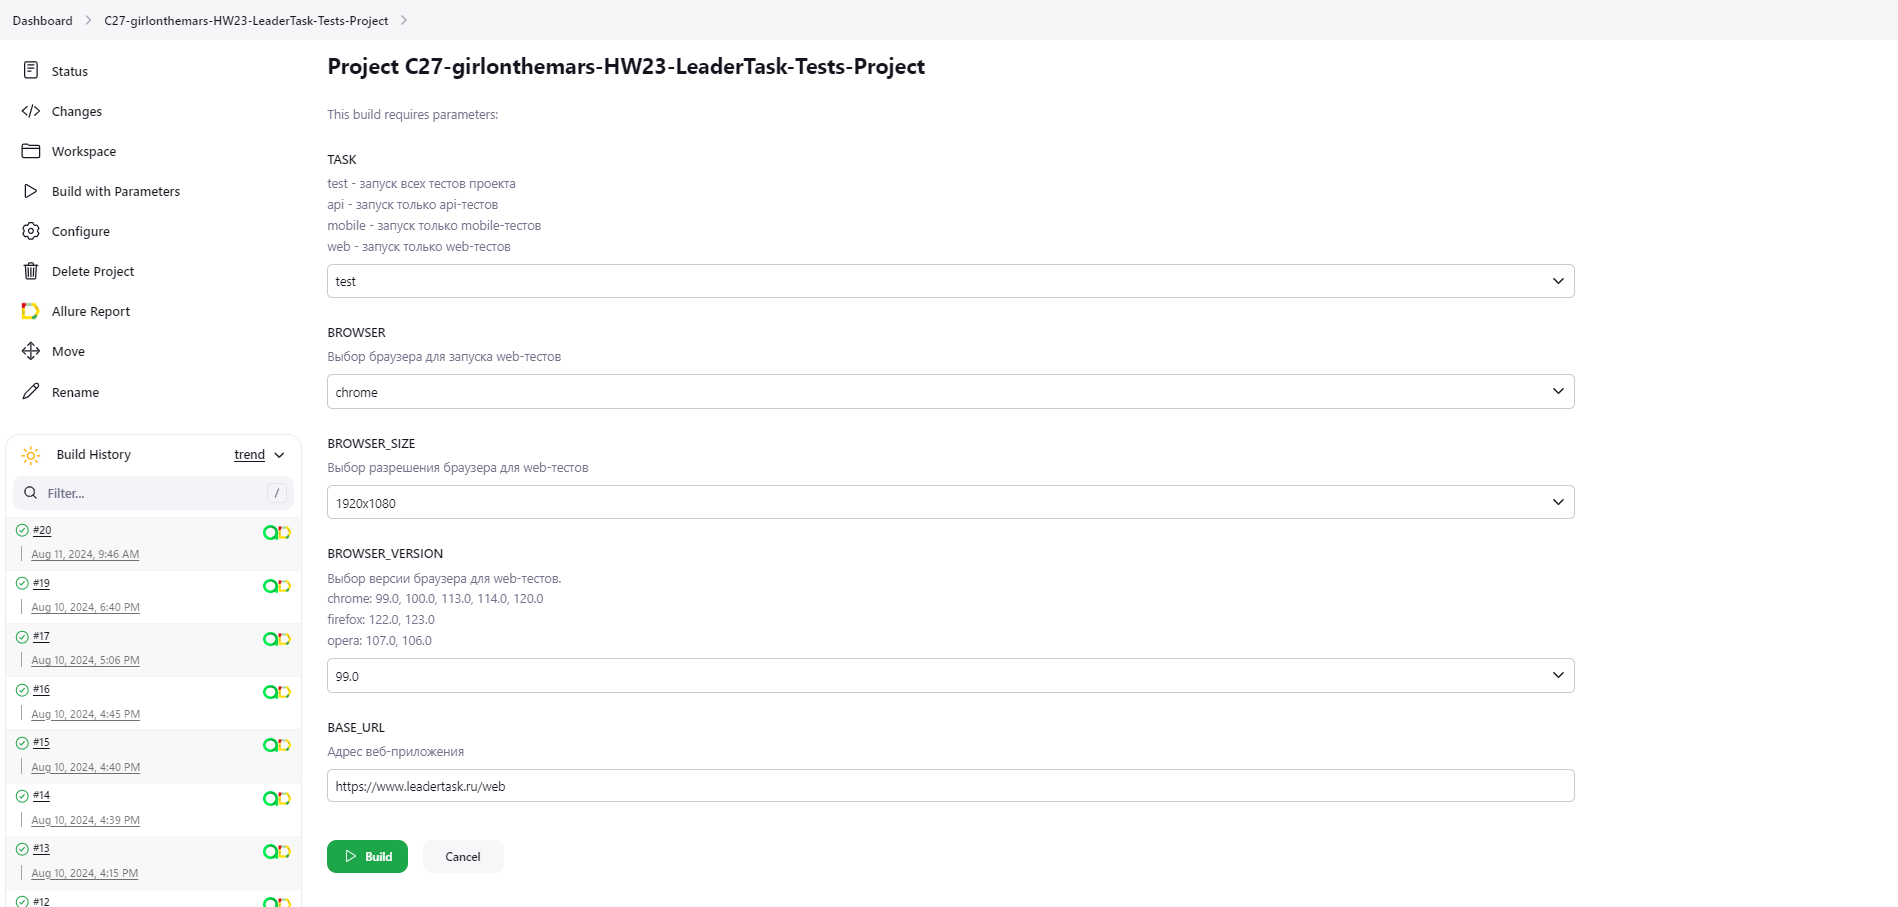 Dashboard
C27-girlonthemars-HW23-LeaderTask-Tests-Project
Status
Changes
Workspace
Build with Parameters
Configure
Delete Project
Allure Report
Move
Rename
Build History
trend
Filter...
/
#20
Aug 11, 2024, 9:46 AM
#19
Aug 10, 2024, 6:40 PM
#17
Aug 10, 2024, 5:06 PM
#16
Aug 10, 2024, 4:45 PM
#15
Aug 10, 2024, 4:40 PM
#14
Aug 10, 2024, 4:39 PM
#13
Aug 10, 2024, 4:15 PM
#12
Project C27-girlonthemars-HW23-LeaderTask-Tests-Project
This build requires parameters:
TASK
test - запуск всех тестов проекта
api - запуск только api-тестов
mobile - запуск только mobile-тестов
web - запуск только web-тестов
test
BROWSER
Выбор браузера для запуска web-тестов
chrome
BROWSER_SIZE
Выбор разрешения браузера для web-тестов
1920x1080
BROWSER_VERSION
Выбор версии браузера для web-тестов.
chrome: 99.0, 100.0, 113.0, 114.0, 120.0
firefox: 122.0, 123.0
opera: 107.0, 106.0
99.0
BASE_URL
Адрес веб-приложения
https://www.leadertask.ru/web
Build
Cancel